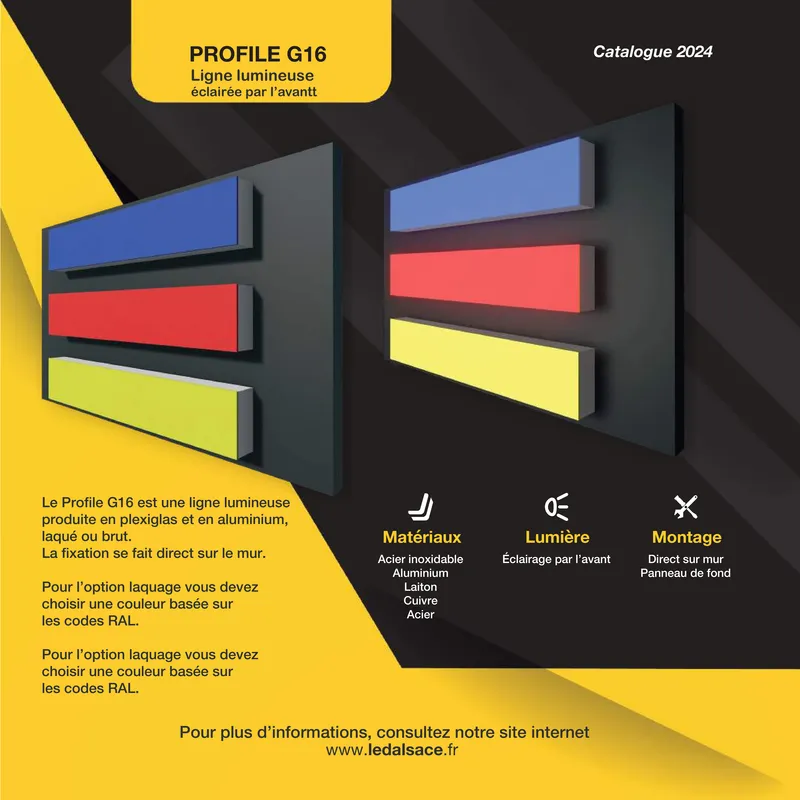 PROFILE G16
Ligne lumineuse
éclairée par l'avantt
Catalogue 2024
Le Profile G16 est une ligne lumineuse
produite en plexiglas et en aluminium,
laqué ou brut.
La fixation se fait direct sur le mur.
Pour l'option laquage vous devez
choisir une couleur basée sur
les codes RAL.
Pour l'option laquage vous devez
choisir une couleur basée sur
les codes RAL.
Matériaux
Acier inoxidable
Aluminium
Laiton
Cuivre
Acier
Lumière
Éclairage par l'avant
Montage
Direct sur mur
Panneau de fond
Pour plus d'informations, consultez notre site internet
www.ledalsace.fr